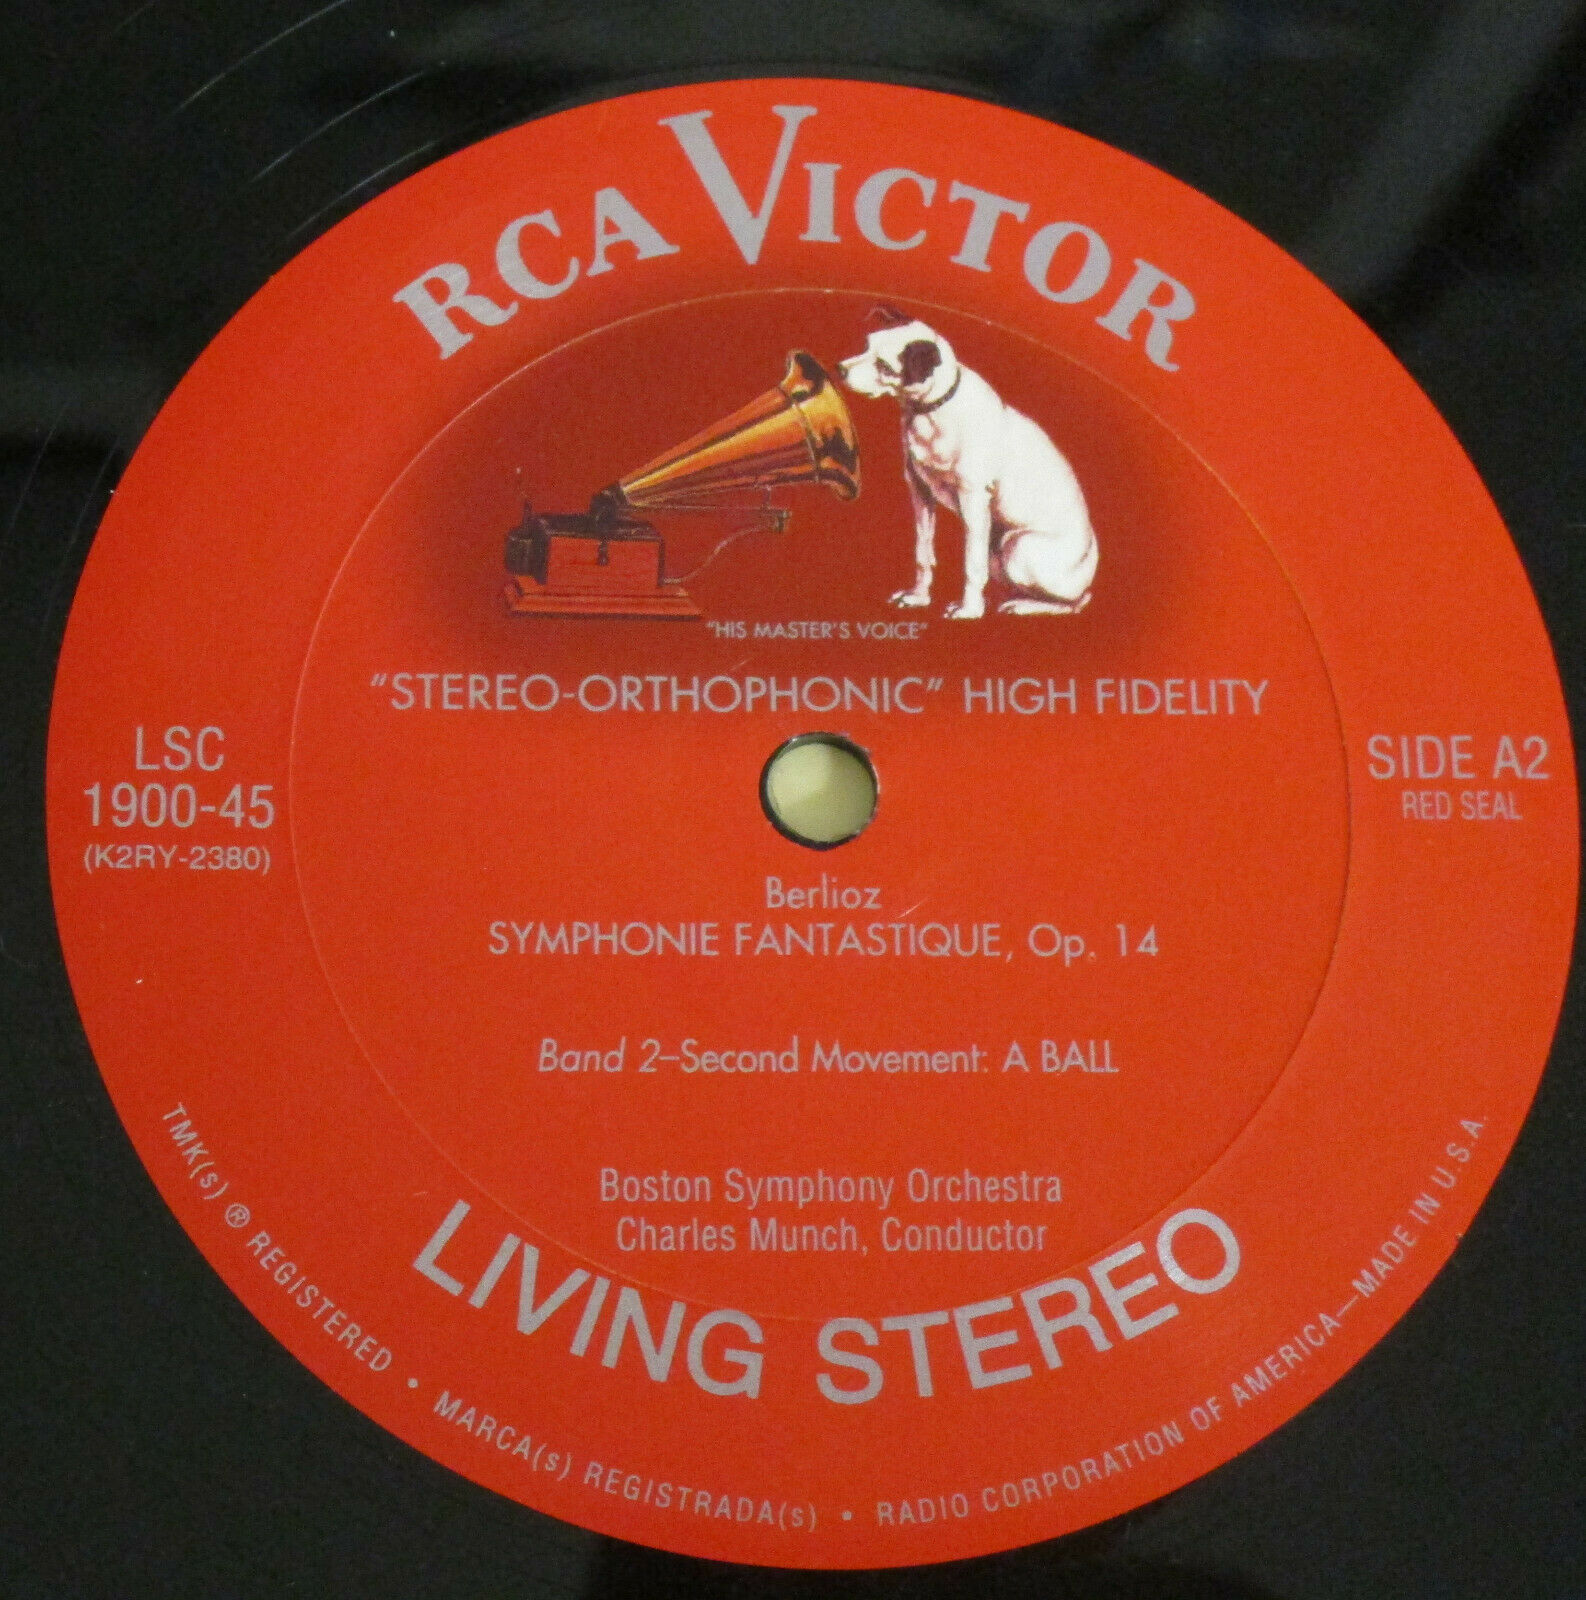 RCA VICTOR
"HIS MASTER'S VOICE"
"STEREO-ORTHOPHONIC" HIGH FIDELITY
LSC
1900-45
(K2RY-2380)
SIDE A2
RED SEAL
Berlioz
SYMPHONIE FANTASTIQUE, Op. 14
Band 2–Second Movement: A BALL
Boston Symphony Orchestra
Charles Munch, Conductor
LIVING STEREO
TMK(s) ® REGISTERED • MARCA(s) REGISTRADA(s) • RADIO CORPORATION OF AMERICA—MADE IN U.S.A.